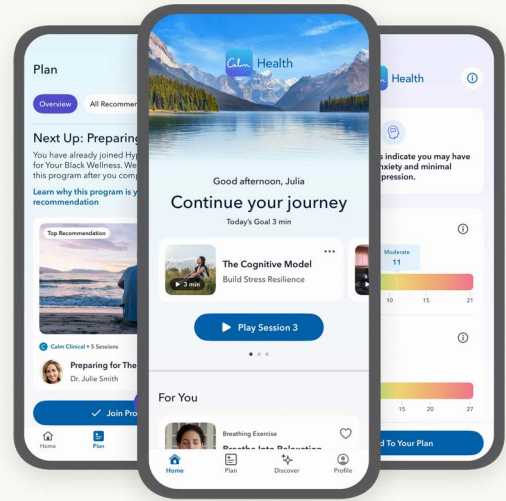 Plan
Overview
All Recommen
Next Up: Preparing
You have already joined Hyp
for Your Black Wellness. We
this program after you comp
Learn why this program is y
recommendation
Top Recommendation
Calm Clinical • 5 Sessions
Preparing for The
Dr. Julie Smith
Join Pro
Home
Plan
Calm Health
Good afternoon, Julia
Continue your journey
Today's Goal 3 min
3 min
The Cognitive Model
Build Stress Resilience
Play Session 3
For You
Breathing Exercise
Breathe Into Relaxation
Home
Plan
Discover
Profile
Health
s indicate you may have
nxiety and minimal
pression.
Moderate
11
10
15
21
15
20
27
d To Your Plan